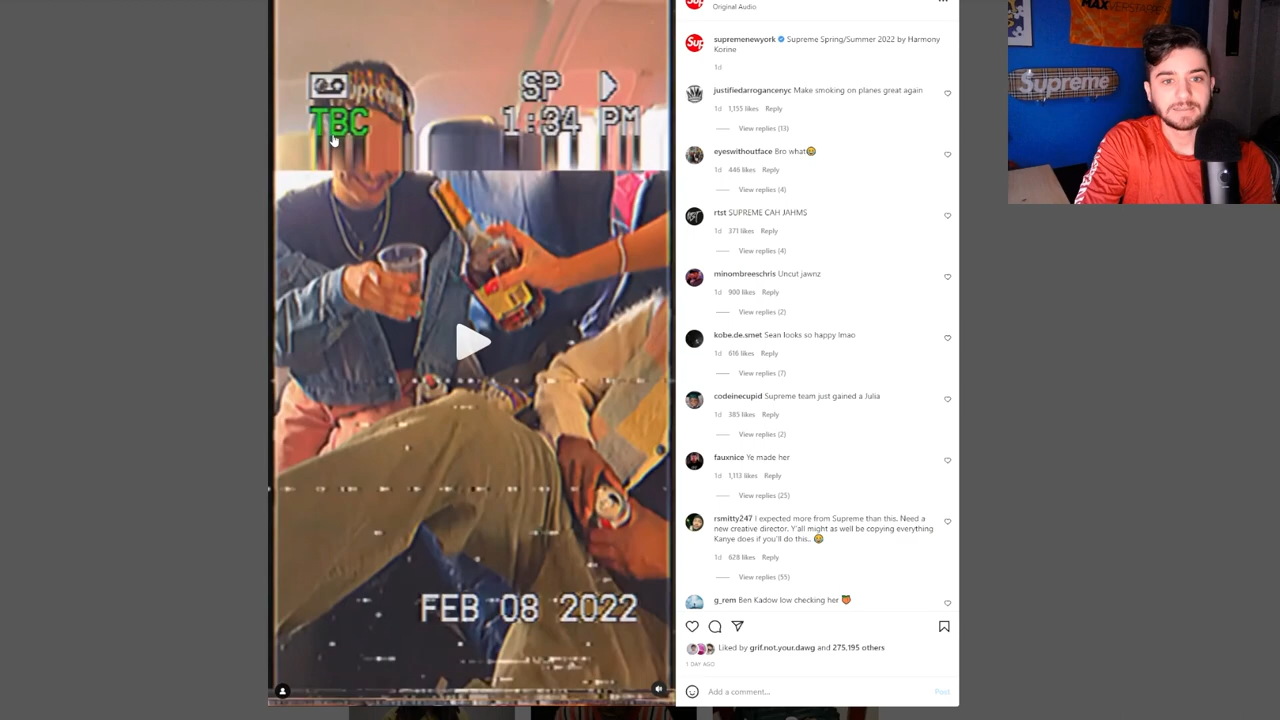 Original Audio
Sup
supremenewyork Supreme Spring/Summer 2022 by Harmony
Korine
1d
justifiedarrogancenyc Make smoking on planes great again
1d 1,155 likes Reply
View replies (13)
eyeswithoutface Bro what😂
1d 446 likes Reply
View replies (4)
rtst SUPREME CAH JAHMS
1d 371 likes Reply
View replies (4)
minombreeschris Uncut jawnz
1d 900 likes Reply
View replies (2)
kobe.de.smet Sean looks so happy lmao
1d 616 likes Reply
View replies (7)
codeinecupid Supreme team just gained a Julia
1d 385 likes Reply
View replies (2)
fauxnice Ye made her
1d 1,113 likes Reply
View replies (25)
rsmitty247 I expected more from Supreme than this. Need a
new creative director. Y'all might as well be copying everything
Kanye does if you'll do this..
1d 628 likes Reply
View replies (55)
g_rem Ben Kadow low checking her 🍑
Liked by grif.not.your.dawg and 275,195 others
1 DAY AGO
Add a comment...
Post
SP
TBC
1:34 PM
FEB 08 2022
Supreme
MAX VERSTAPPEN
Supreme